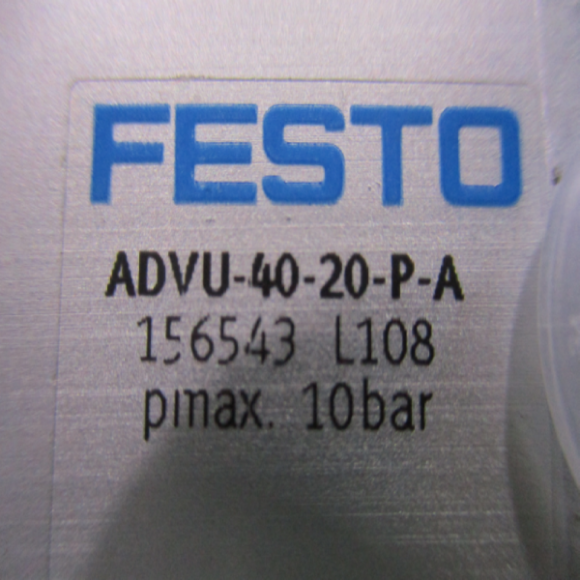 FESTO
ADVU-40-20-P-A
156543 L108
pmax. 10bar